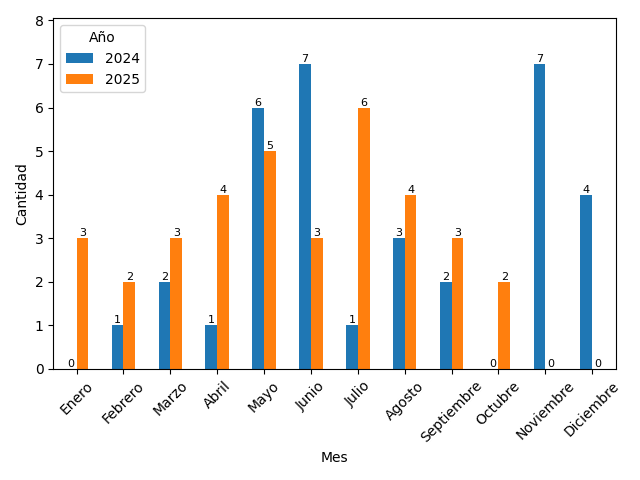 Año
2024
2025
Cantidad
8
7
6
5
4
3
2
1
0
0 3
1 2
2 3
1 4
6 5
7 3
1 6
3 4
2 3
0 2
7 0
4 0
Enero
Febrero
Marzo
Abril
Mayo
Junio
Julio
Agosto
Septiembre
Octubre
Noviembre
Diciembre
Mes